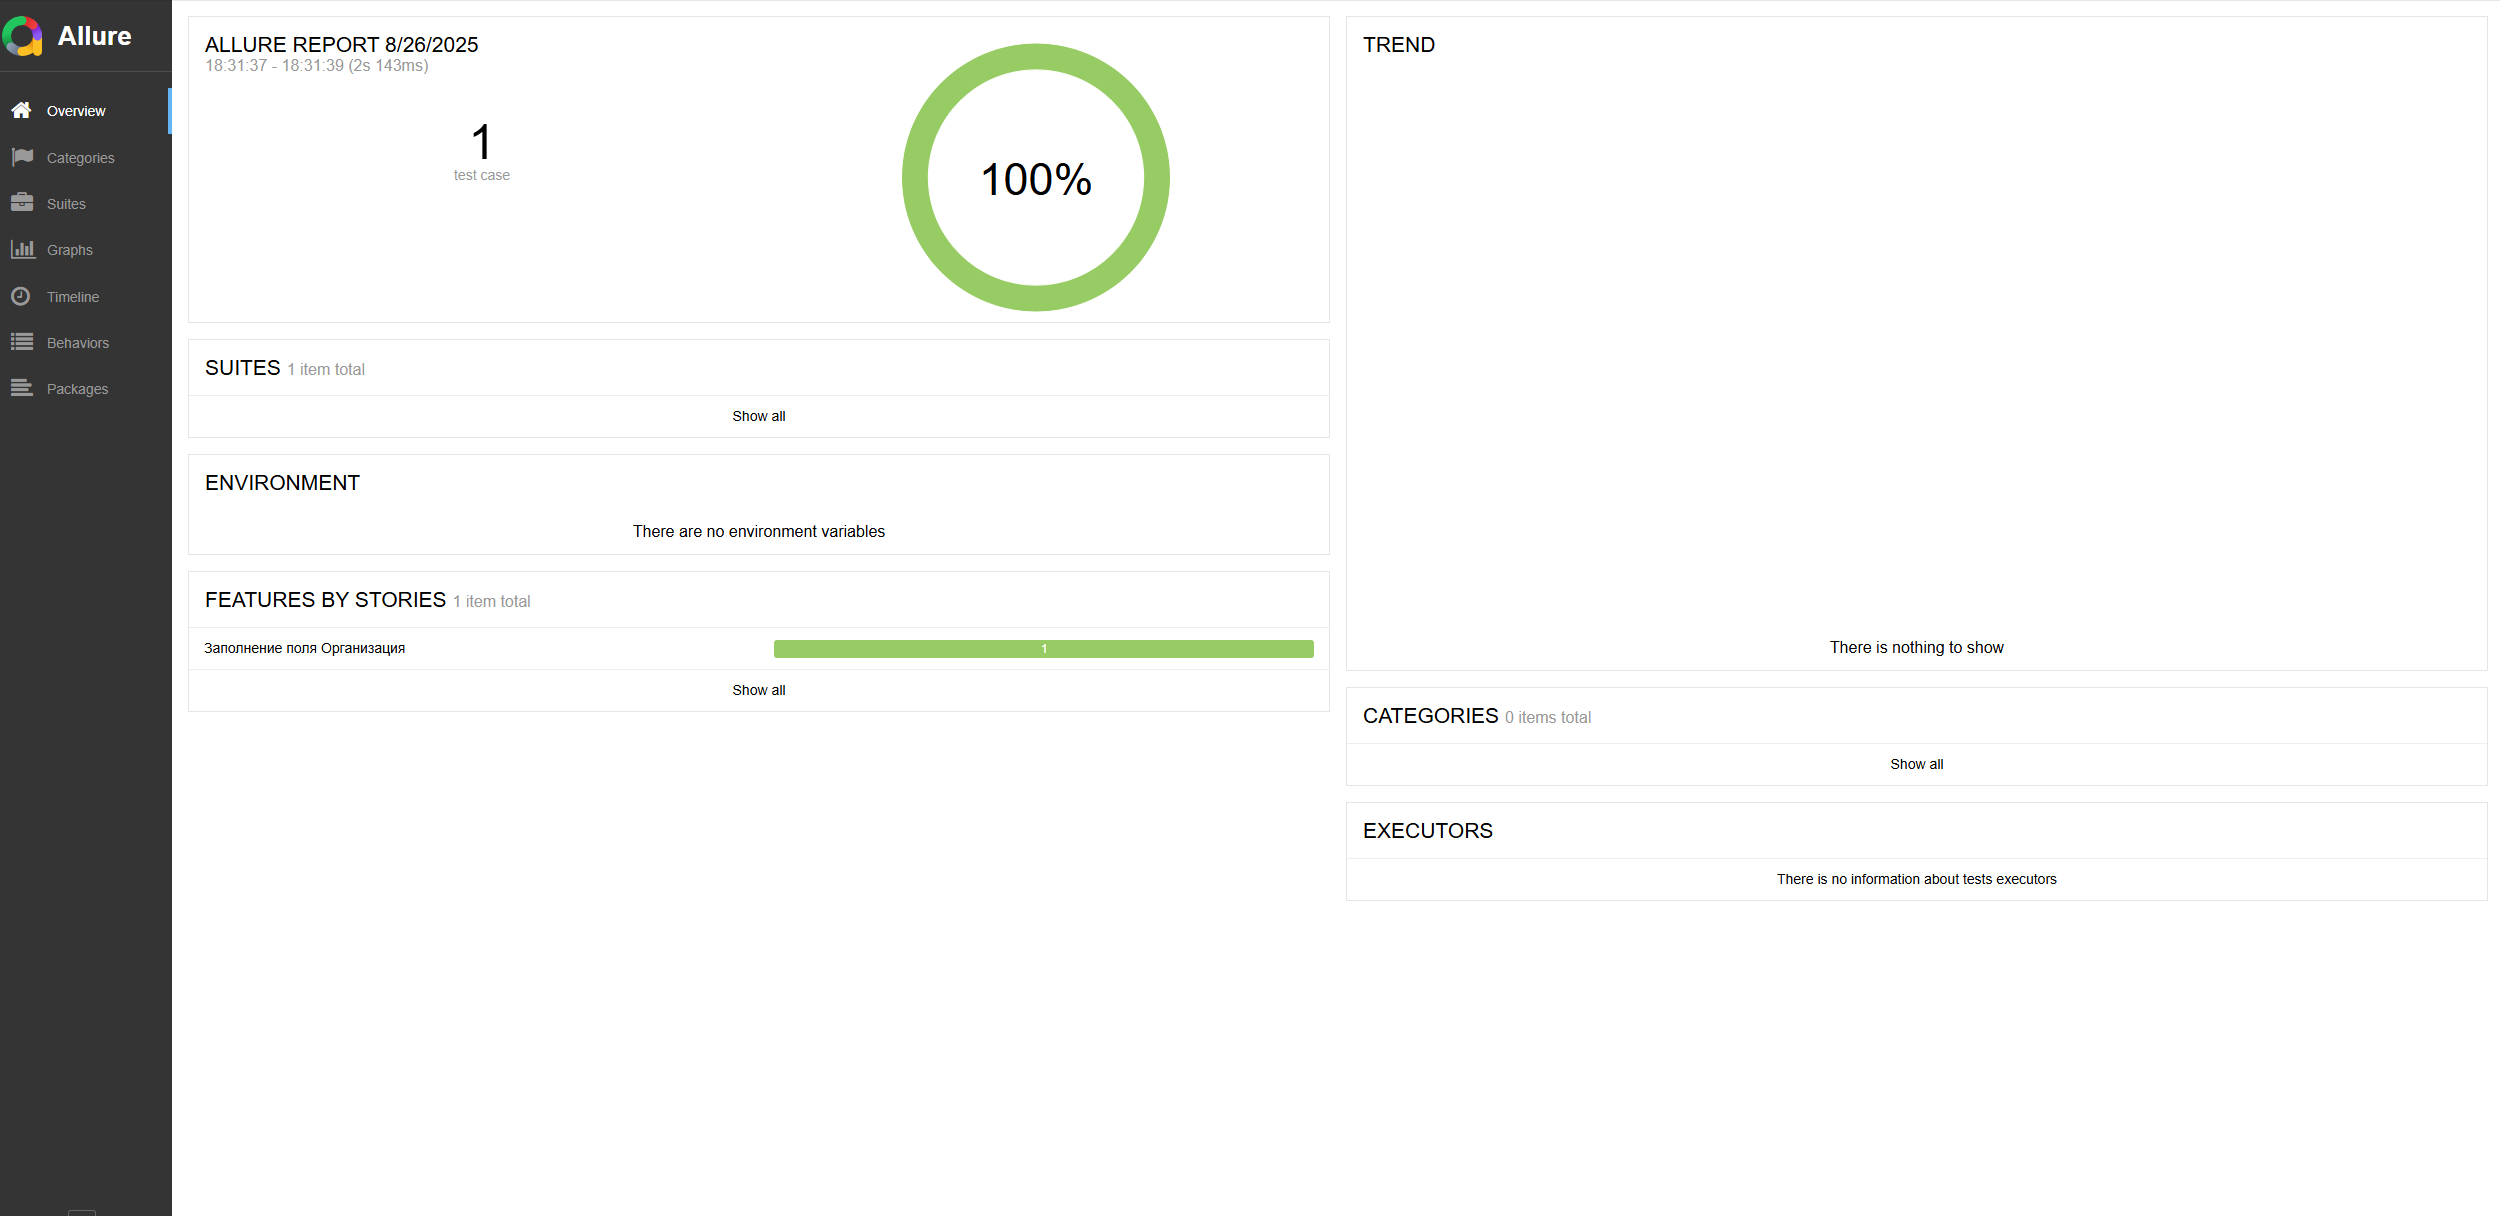 Allure
Overview
Categories
Suites
Graphs
Timeline
Behaviors
Packages
ALLURE REPORT 8/26/2025
18:31:37 - 18:31:39 (2s 143ms)
1
test case
100%
SUITES 1 item total
Show all
ENVIRONMENT
There are no environment variables
FEATURES BY STORIES 1 item total
Заполнение поля Организация 1
Show all
TREND
There is nothing to show
CATEGORIES 0 items total
Show all
EXECUTORS
There is no information about tests executors